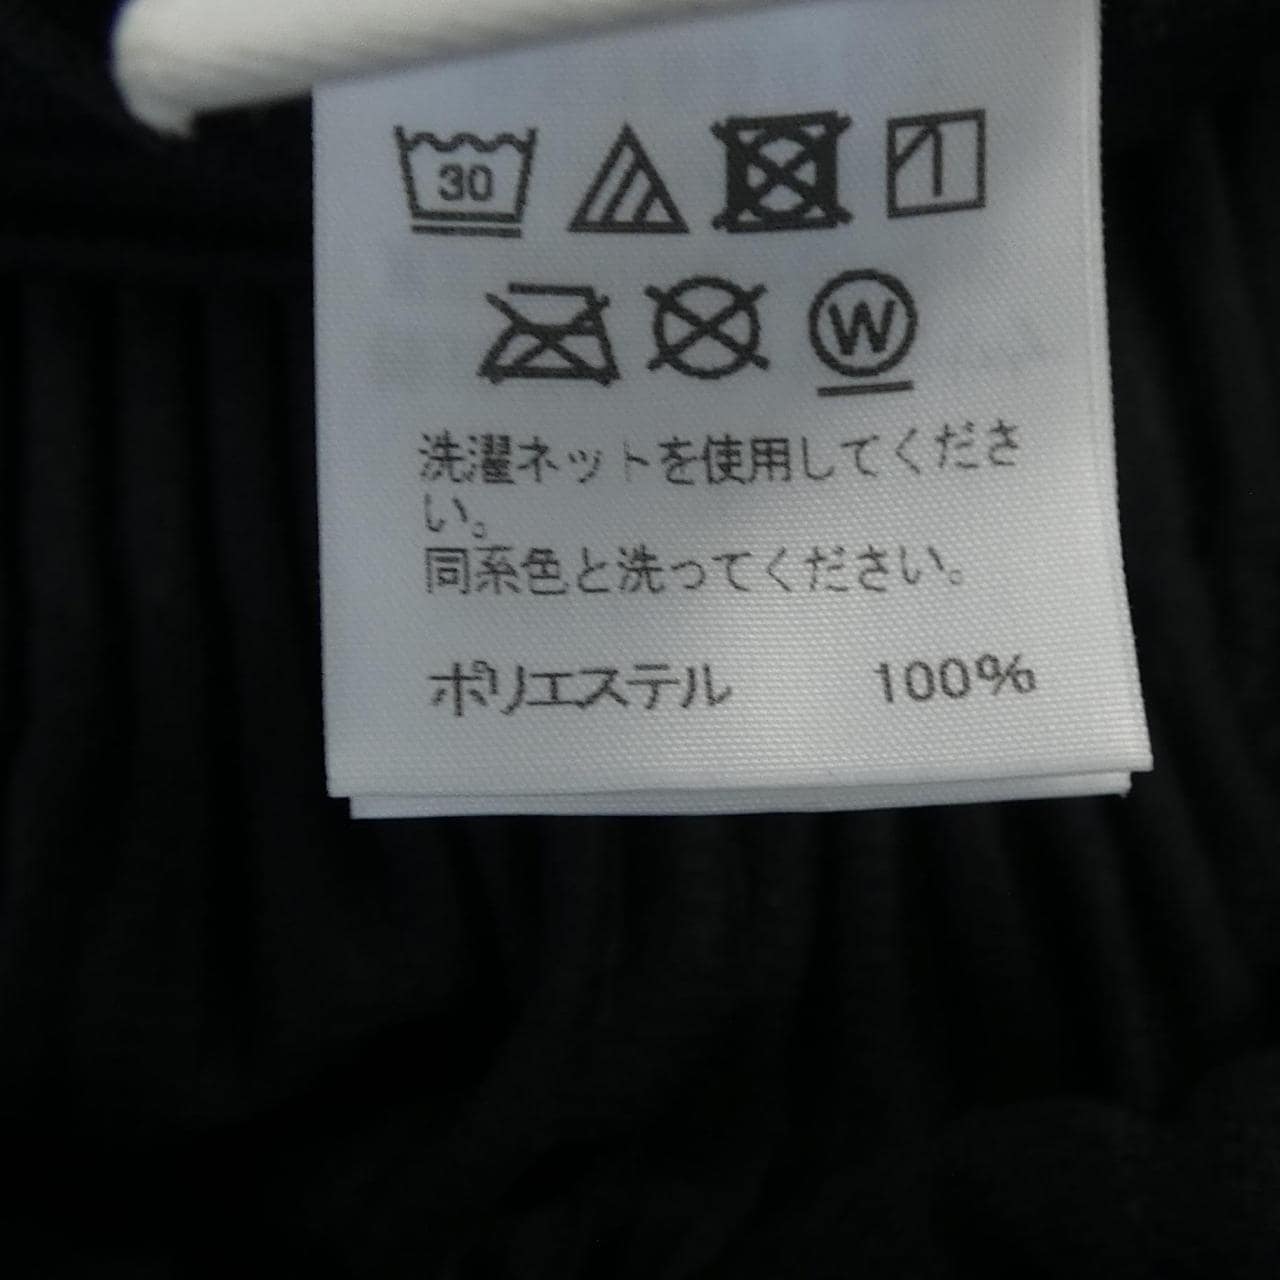 30
W
洗濯ネットを使用してくださ
い。
同系色と洗ってください。
ポリエステル 100%